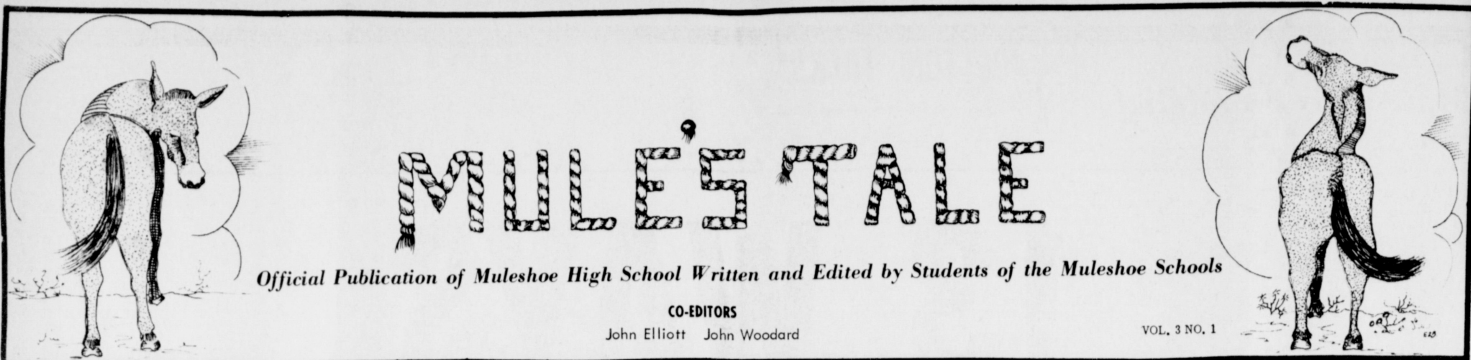 MULE'S TALE
Official Publication of Muleshoe High School Written and Edited by Students of the Muleshoe Schools
CO-EDITORS
John Elliott John Woodard
VOL. 3 NO. 1